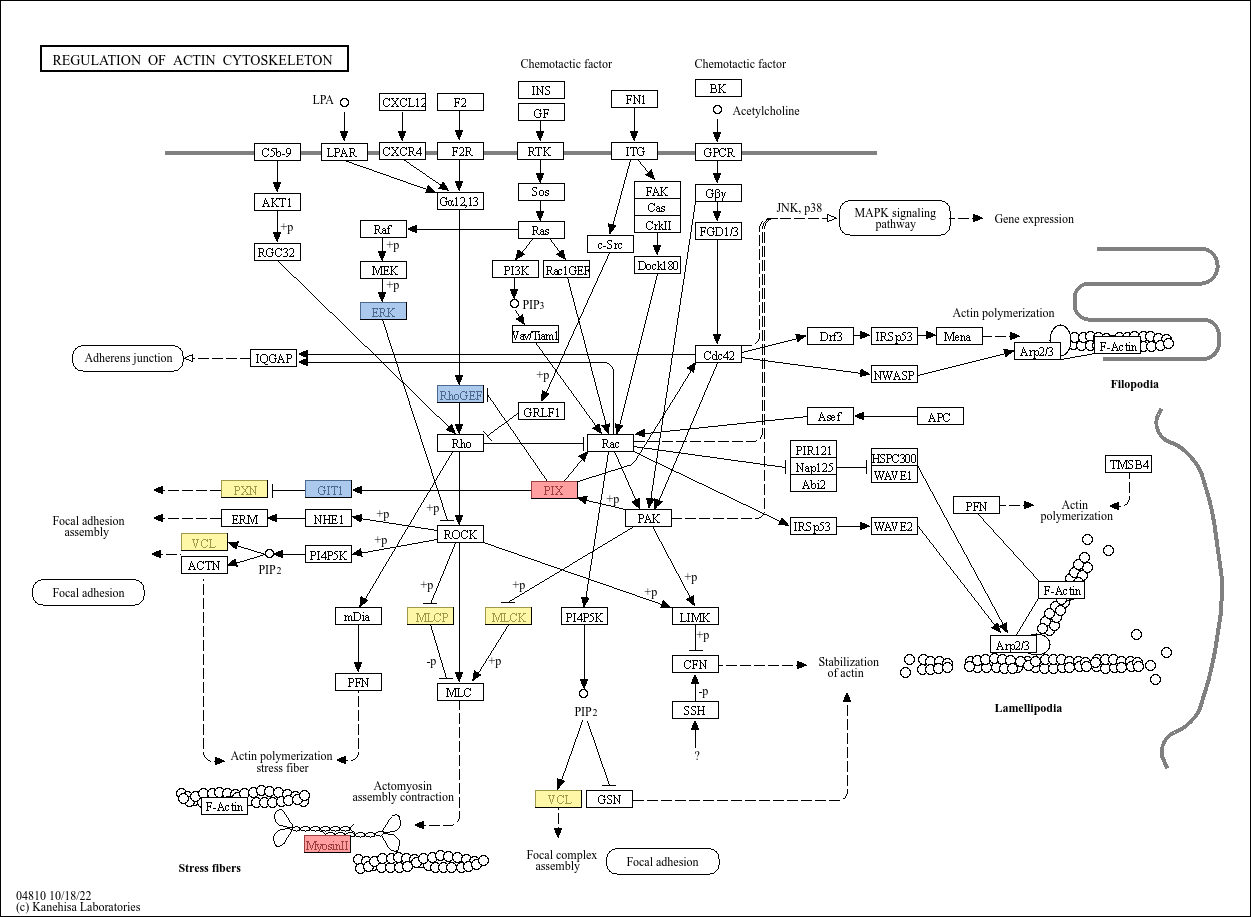 REGULATION OF ACTIN CYTOSKELETON
Chemotactic factor
Chemotactic factor
LPA
CXCL12
F2
INS
GF
FN1
BK
Acetylcholine
C5b-9
LPAR
CXCR4
F2R
RTK
ITG
GPCR
AKT1
Gα12,13
Sos
FAK
Cas
CrkII
Gβγ
JNK, p38
MAPK signaling
pathway
Gene expression
+p
RGC32
Raf
+p
MEK
+p
ERK
Ras
c-Src
FGD1/3
PI3K
Rac1GEF
Dock180
PIP3
Vav/Tiam1
Actin polymerization
Drf3
IRSp53
Mena
Arp2/3
F-Actin
Filopodia
Adherens junction
IQGAP
Cdc42
NWASP
+p
RhoGEF
GRLF1
Asef
APC
Rho
Rac
PIR121
Nap125
Abi2
HSPC300
WAVE1
TMSB4
PXN
GIT1
PIX
+p
PFN
Actin
polymerization
Focal adhesion
assembly
ERM
NHE1
+p
+p
PAK
IRSp53
WAVE2
ROCK
VCL
ACTN
PIP2
PI4P5K
+p
Focal adhesion
+p
+p
+p
+p
F-Actin
mDia
MLCP
MLCK
PI4P5K
LIMK
Arp2/3
+p
-p
+p
CFN
Stabilization
of actin
PFN
MLC
-p
SSH
PIP2
?
Lamellipodia
Actin polymerization
stress fiber
Actomyosin
assembly contraction
F-Actin
VCL
GSN
MyosinII
Stress fibers
Focal complex
assembly
Focal adhesion
04810 10/18/22
(c) Kanehisa Laboratories